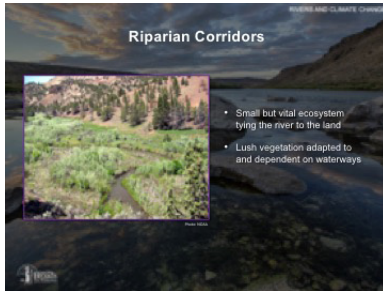 RIVERS AND CLIMATE CHANGE
Riparian Corridors
• Small but vital ecosystem
tying the river to the land
• Lush vegetation adapted to
and dependent on waterways